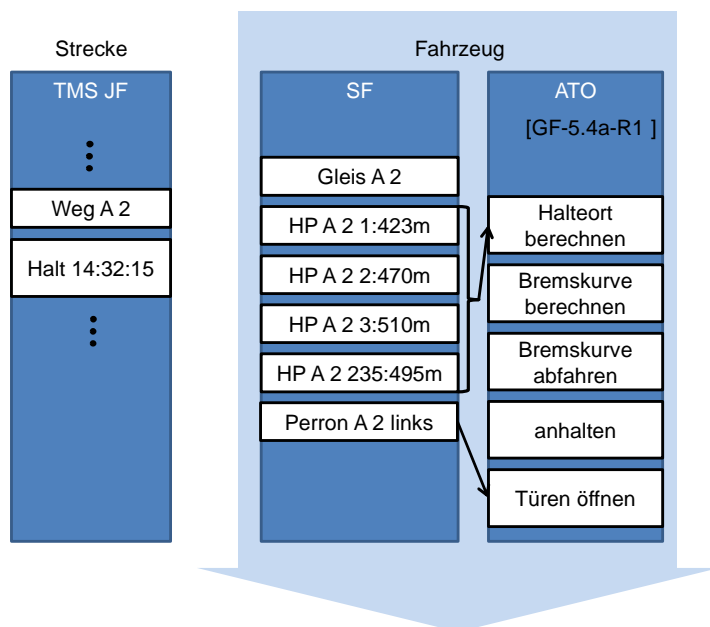 Strecke
Fahrzeug
TMS JF
Weg A 2
Halt 14:32:15
SF
Gleis A 2
HP A 2 1:423m
HP A 2 2:470m
HP A 2 3:510m
HP A 2 235:495m
Perron A 2 links
ATO
[GF-5.4a-R1 ]
Halteort
berechnen
Bremskurve
berechnen
Bremskurve
abfahren
anhalten
Türen öffnen